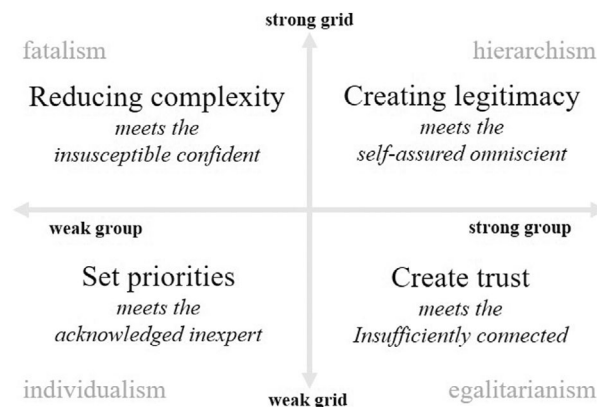 strong grid
fatalism
hierarchism
Reducing complexity
meets the
insusceptible confident
Creating legitimacy
meets the
self-assured omniscient
weak group
strong group
Set priorities
meets the
acknowledged inexpert
Create trust
meets the
Insufficiently connected
individualism
weak grid
egalitarianism